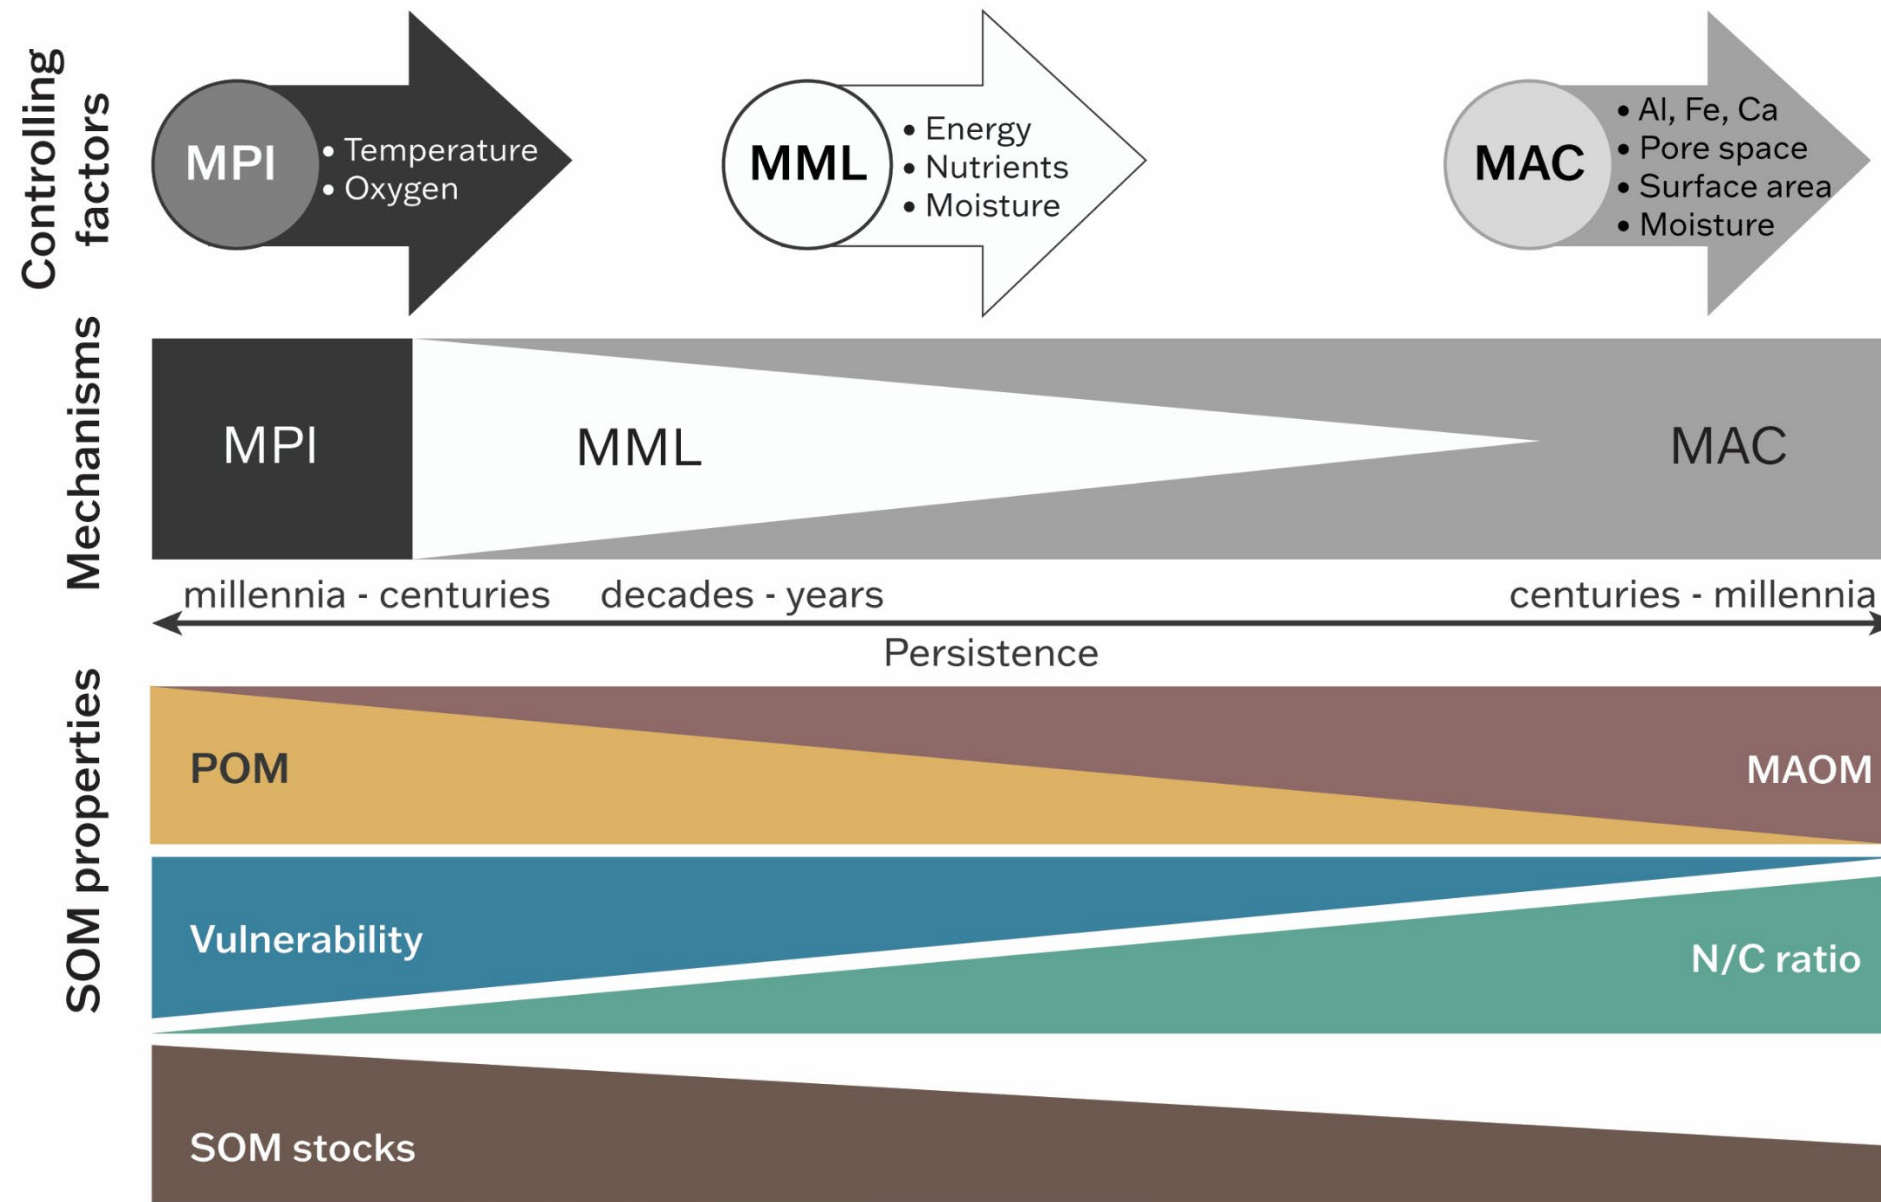 Controlling
factors
MPI
• Temperature
• Oxygen
MML
• Energy
• Nutrients
• Moisture
MAC
• Al, Fe, Ca
• Pore space
• Surface area
• Moisture
Mechanisms
MPI
MML
MAC
millennia - centuries
decades - years
centuries - millennia
Persistence
SOM properties
POM
MAOM
Vulnerability
N/C ratio
SOM stocks